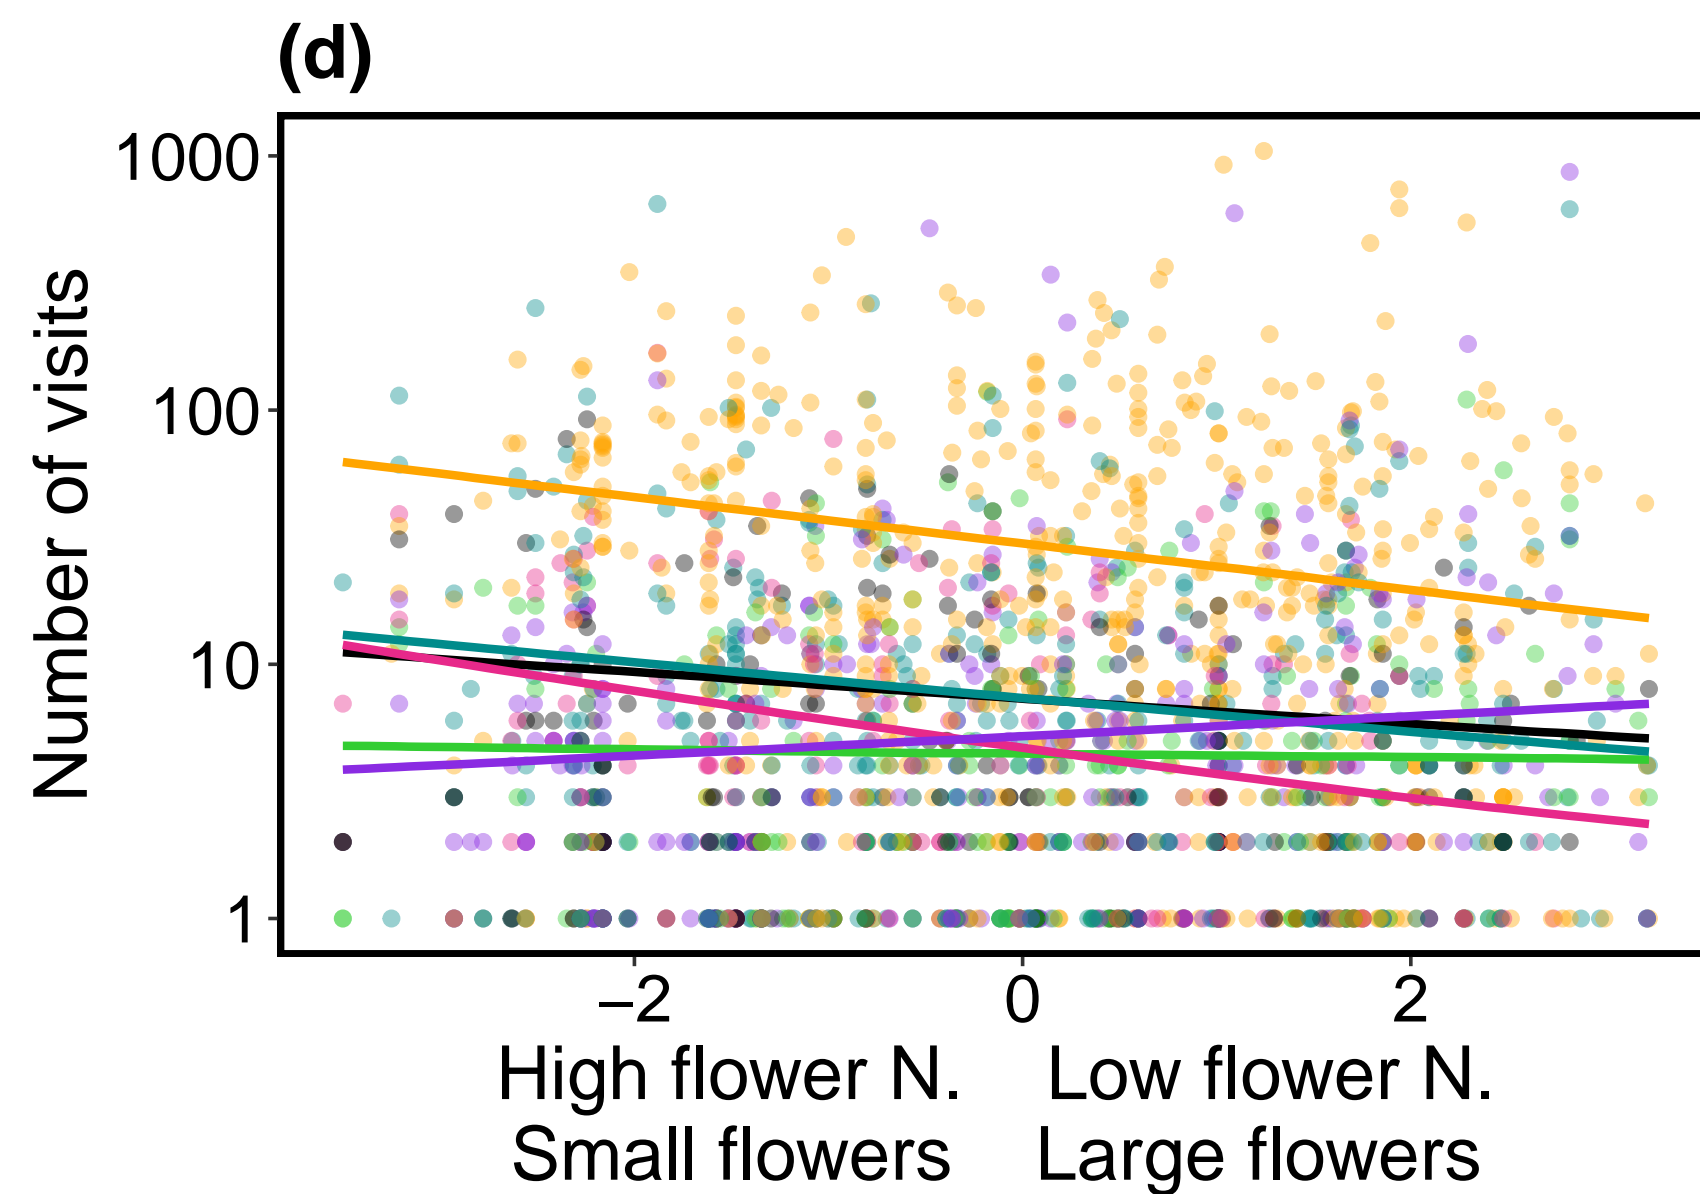 (d)
1000
100
10
1
Number of visits
−2 0 2
High flower N. Low flower N.
Small flowers Large flowers